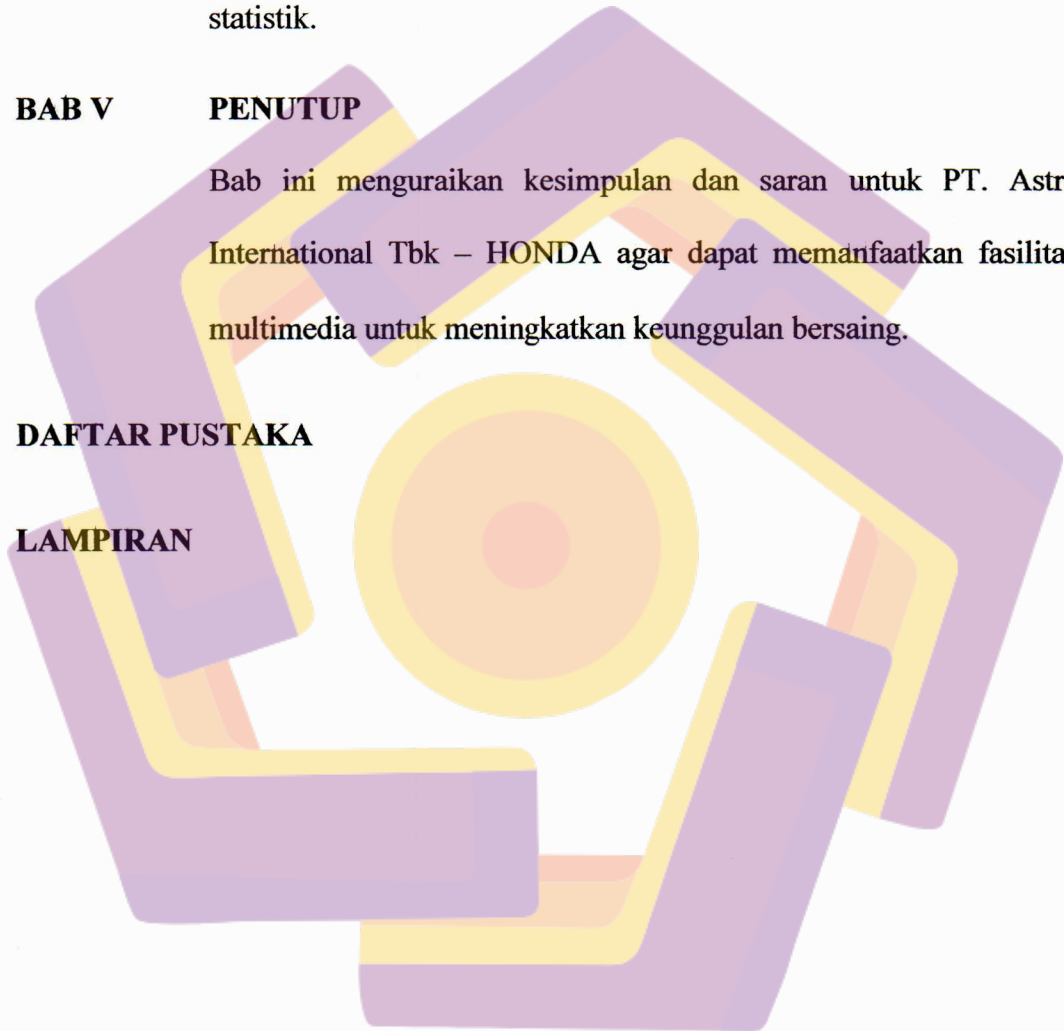 statistik.
BAB V PENUTUP
Bab ini menguraikan kesimpulan dan saran untuk PT. Astr
International Tbk – HONDA agar dapat memanfaatkan fasilita
multimedia untuk meningkatkan keunggulan bersaing.
DAFTAR PUSTAKA
LAMPIRAN